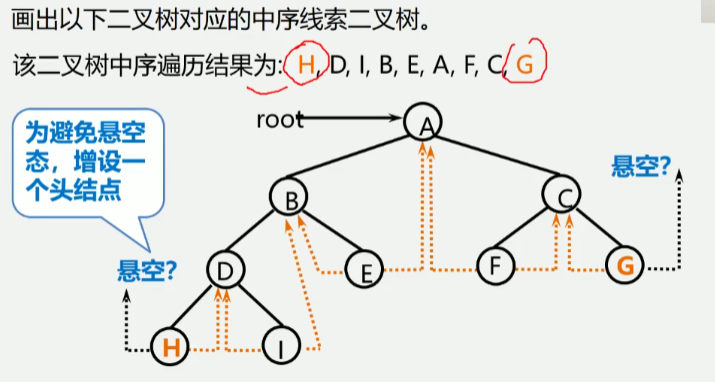 画出以下二叉树对应的中序线索二叉树。
该二叉树中序遍历结果为: H, D, I, B, E, A, F, C, G
为避免悬空
态，增设一
个头结点
root
A
悬空?
B
C
悬空?
D
E
F
G
H
I